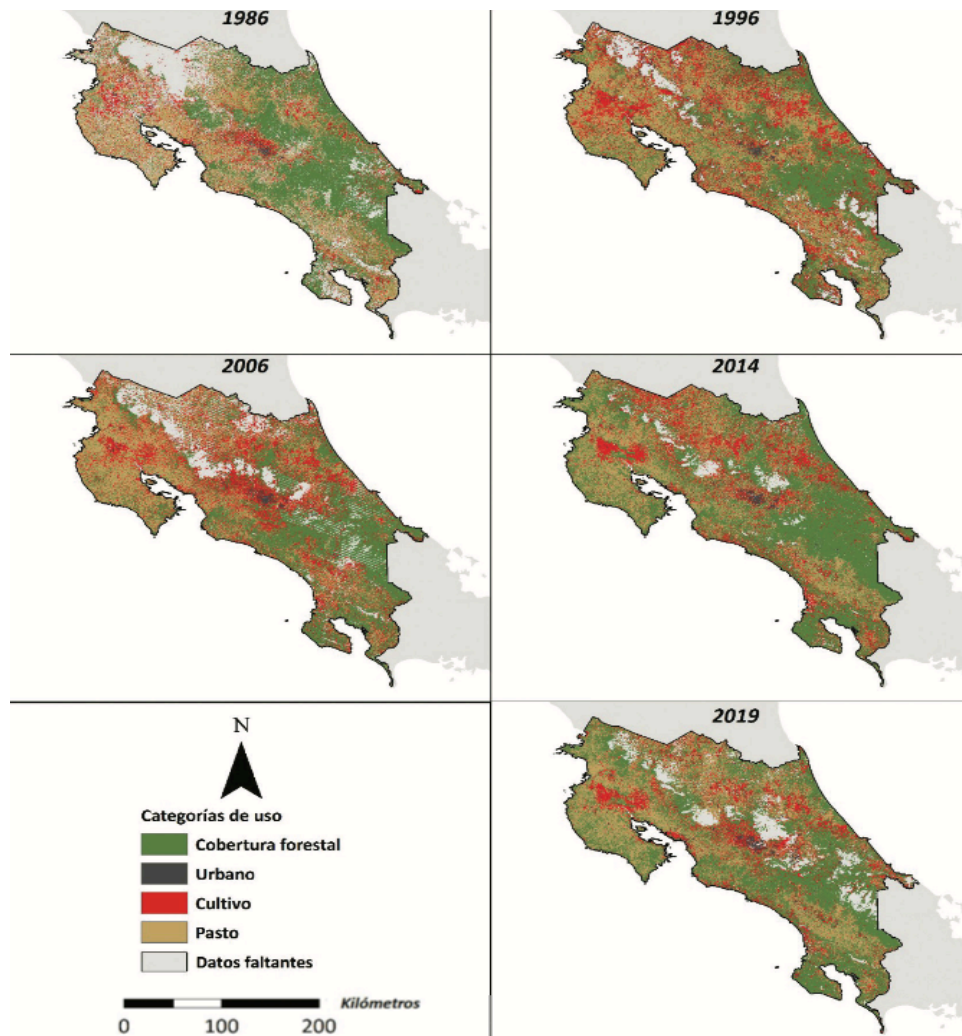 1986
1996
2006
2014
2019
N
Categorías de uso
Cobertura forestal
Urbano
Cultivo
Pasto
Datos faltantes
Kilómetros
0 100 200